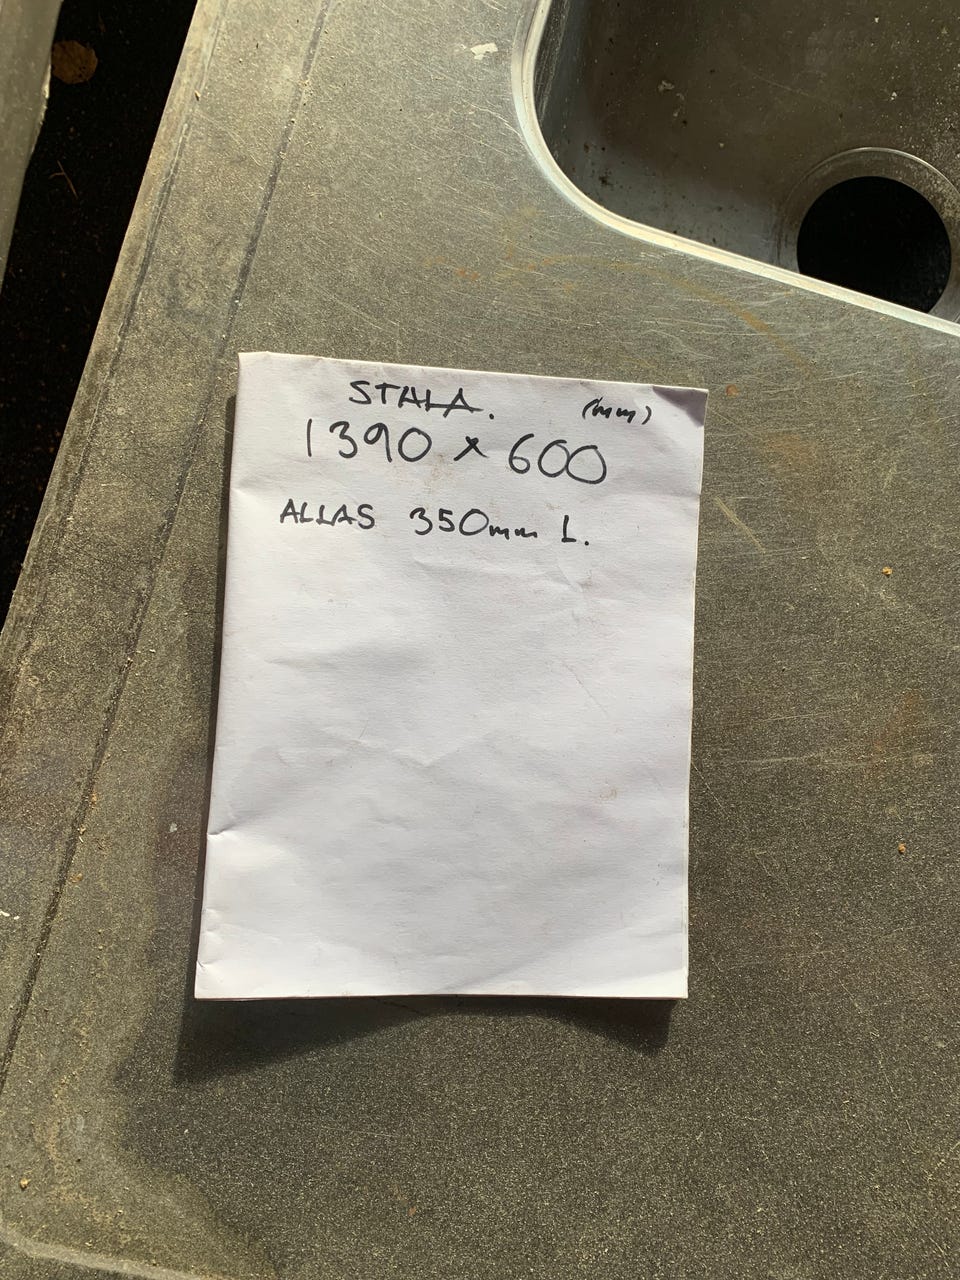 STALA. (mm)
1390 x 600
ALLAS 350mm L.